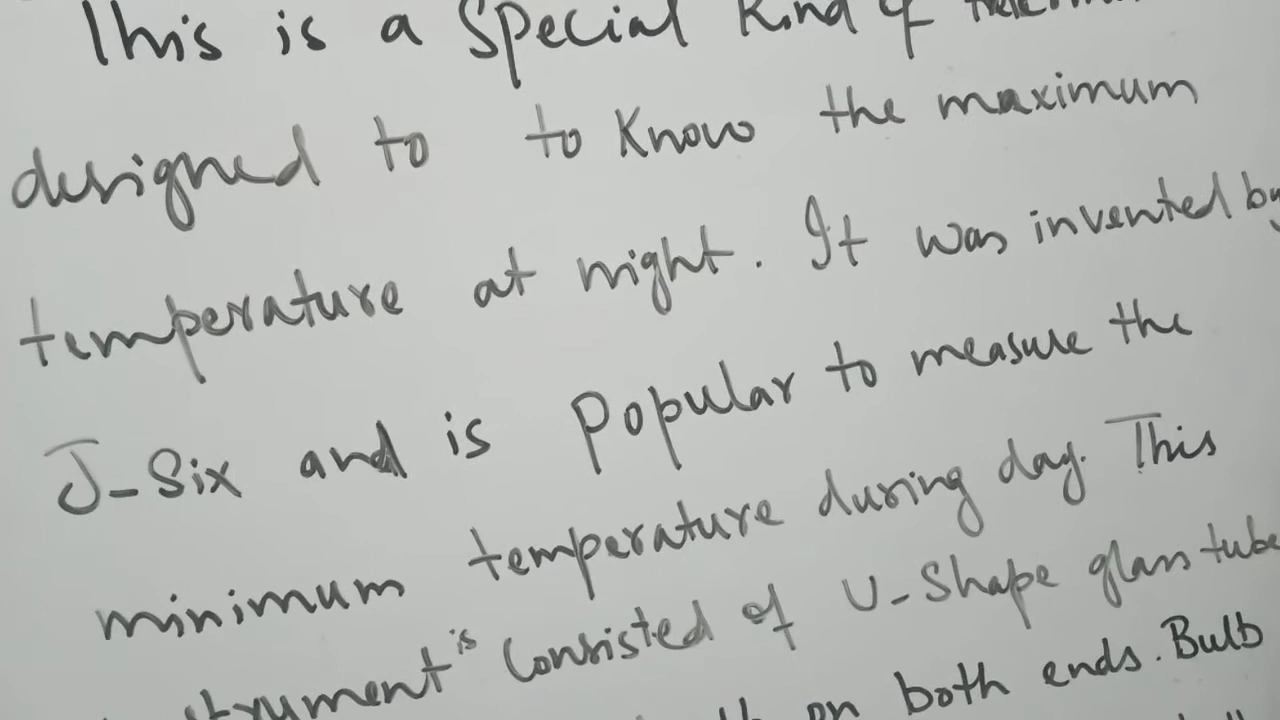 This is a Special Kind of
designed to to Know the maximum
temperature at night. It was invented by
J-Six and is Popular to measure the
minimum temperature during day. This
is Consisted of U-Shape glass tube
on both ends. Bulb